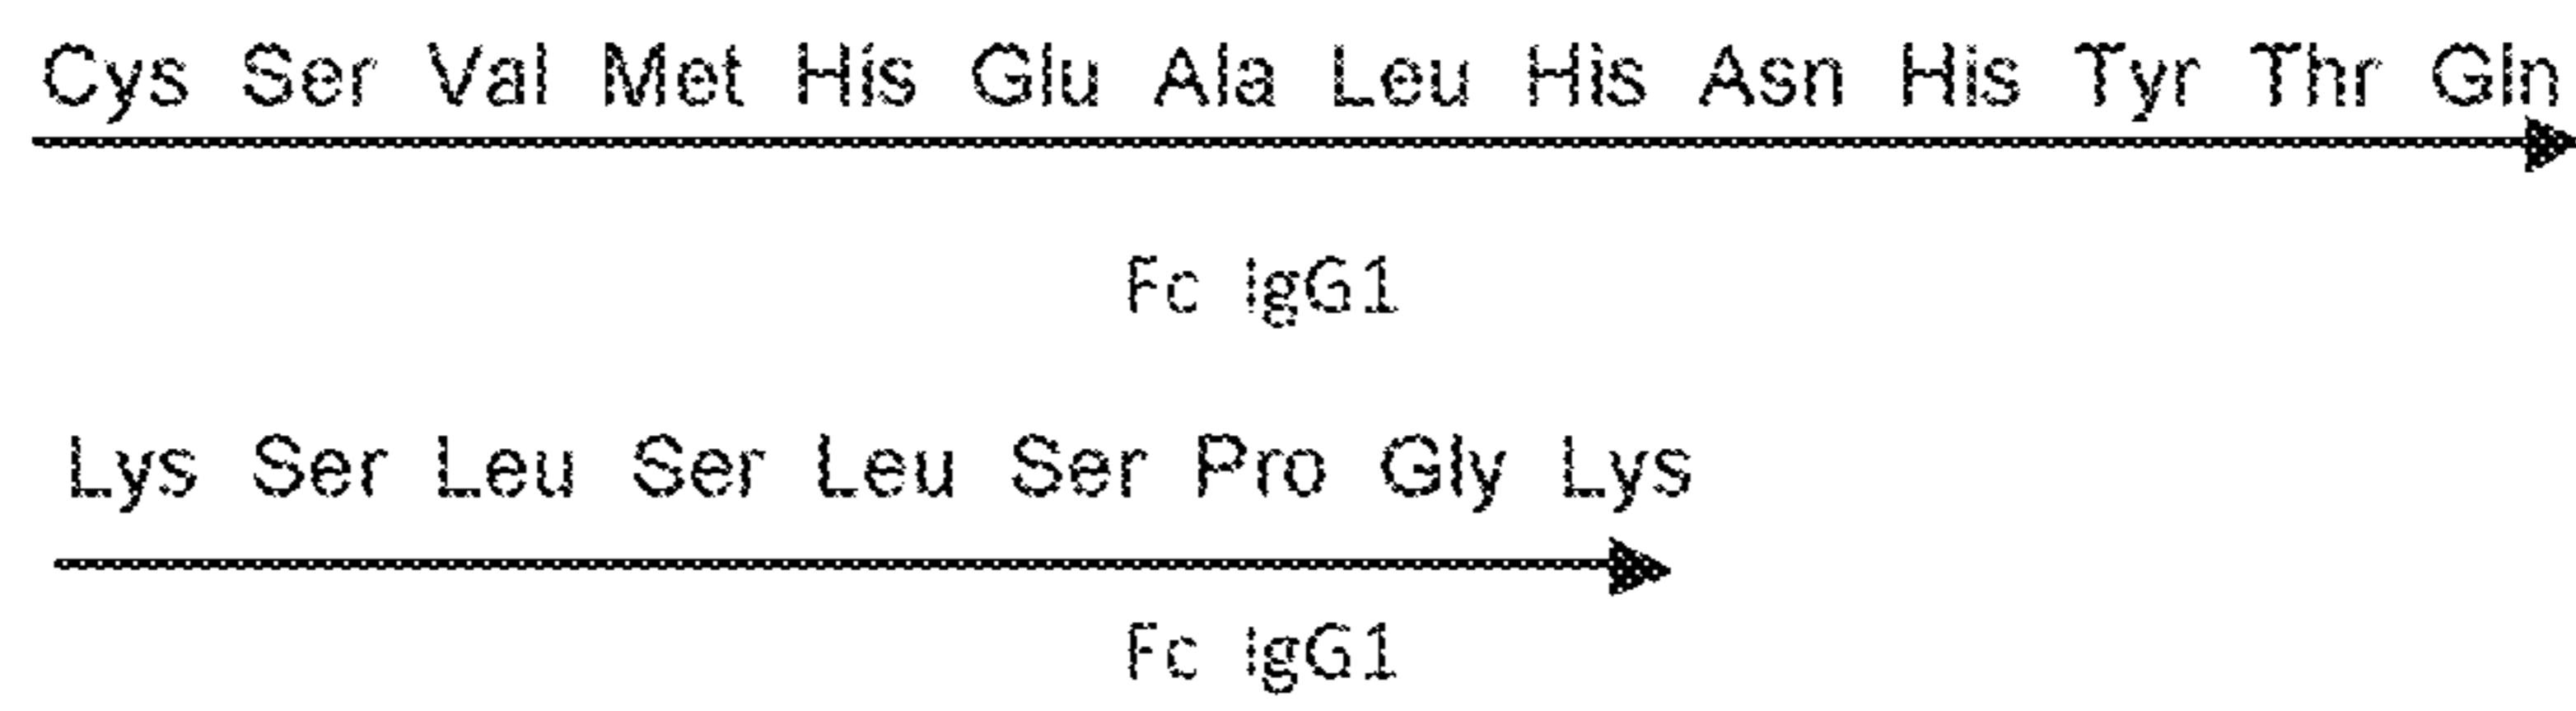 Cys Ser Val Met His Glu Ala Leu His Asn His Tyr Thr Gln
Fc IgG1
Lys Ser Leu Ser Leu Ser Pro Gly Lys
Fc IgG1